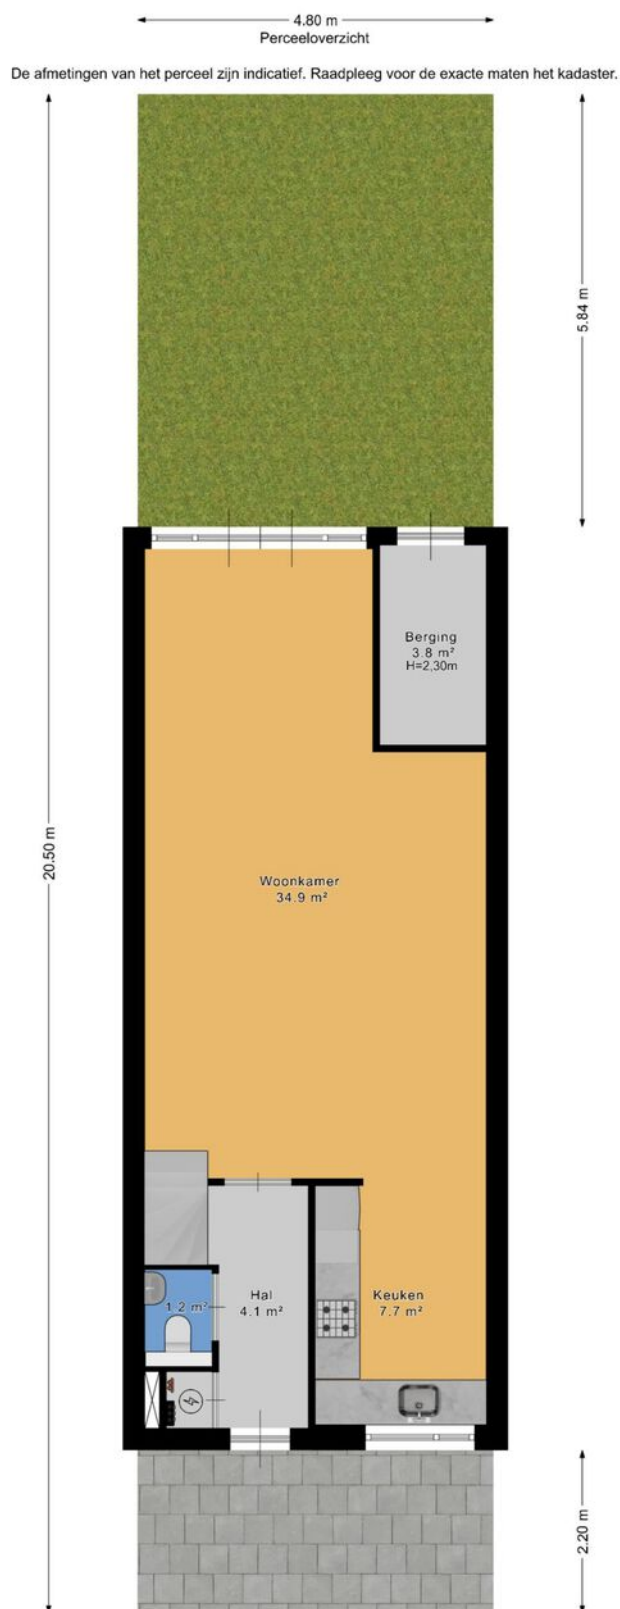 4.80 m
Perceeloverzicht
De afmetingen van het perceel zijn indicatief. Raadpleeg voor de exacte maten het kadaster.
5.84 m
Berging
3.8 m²
H=2,30m
20.50 m
Woonkamer
34.9 m²
1.2 m²
Hal
4.1 m²
Keuken
7.7 m²
2.20 m